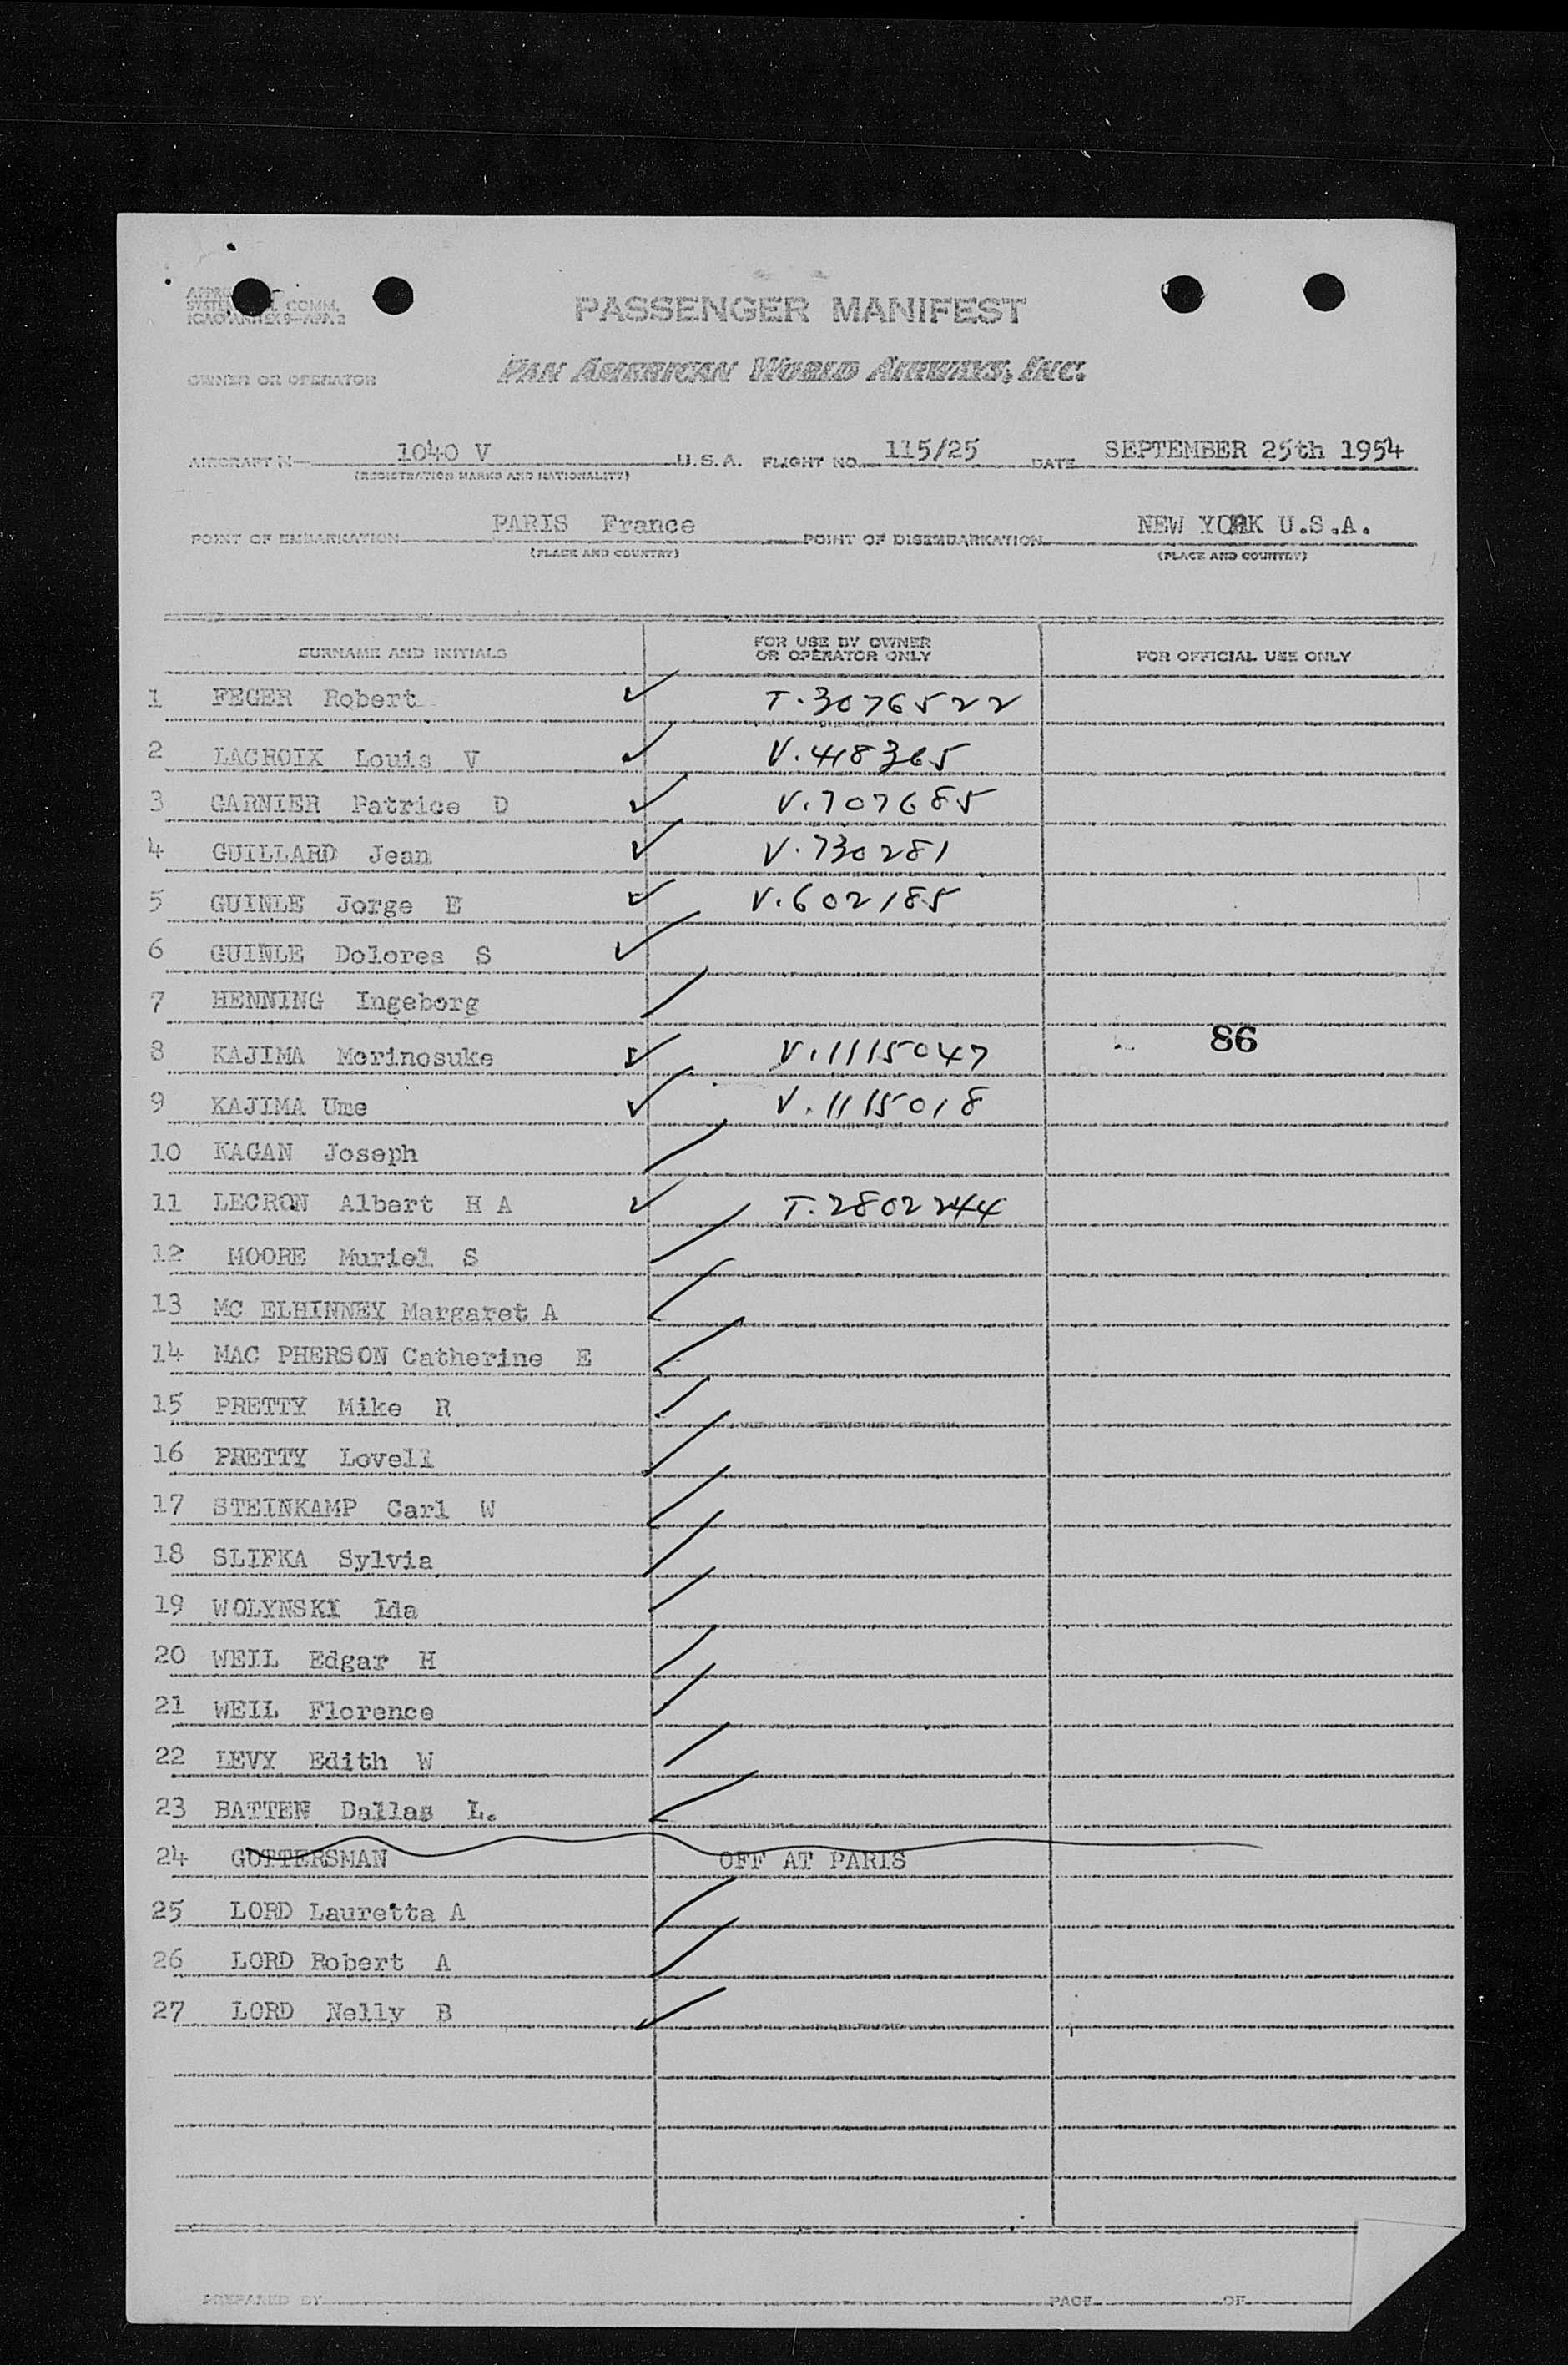 PASSENGER MANIFEST
COMM.
PAN AMERICAN WORLD AIRWAYS, INC.
OWNER OR OPERATOR
AIRCRAFT N 1040 V U.S.A. FLIGHT NO. 115/25 DATE SEPTEMBER 25th 1954
(REGISTRATION MARKS AND NATIONALITY)
POINT OF EMBARKATION PARIS France POINT OF DISEMBARKATION NEW YORK U.S.A.
(PLACE AND COUNTRY) (PLACE AND COUNTRY)
SURNAME AND INITIALS FOR USE BY OWNER OR OPERATOR ONLY FOR OFFICIAL USE ONLY
1 FEGER Robert T.3076522
2 LACROIX Louis V V.418365
3 GARNIER Patrice D V.707685
4 GUILLARD Jean V.730281
5 GUINLE Jorge E V.602185
6 GUINLE Dolores S
7 HENNING Ingeborg
86
8 KAJIMA Morinosuke V.1115047
9 KAJIMA Ume V.1115018
10 KAGAN Joseph
11 LECRON Albert H A T.2802244
12 MOORE Muriel S
13 MC ELHINNEY Margaret A
14 MAC PHERSON Catherine E
15 PRETTY Mike R
16 PRETTY Lovell
17 STEINKAMP Carl W
18 SLIFKA Sylvia
19 WOLYNSKI Ida
20 WEIL Edgar H
21 WEIL Florence
22 LEVY Edith W
23 BATTEN Dallas L.
24 GOTTERSMAN OFF AT PARIS
25 LORD Lauretta A
26 LORD Robert A
27 LORD Nelly B
PREPARED BY PAGE OF